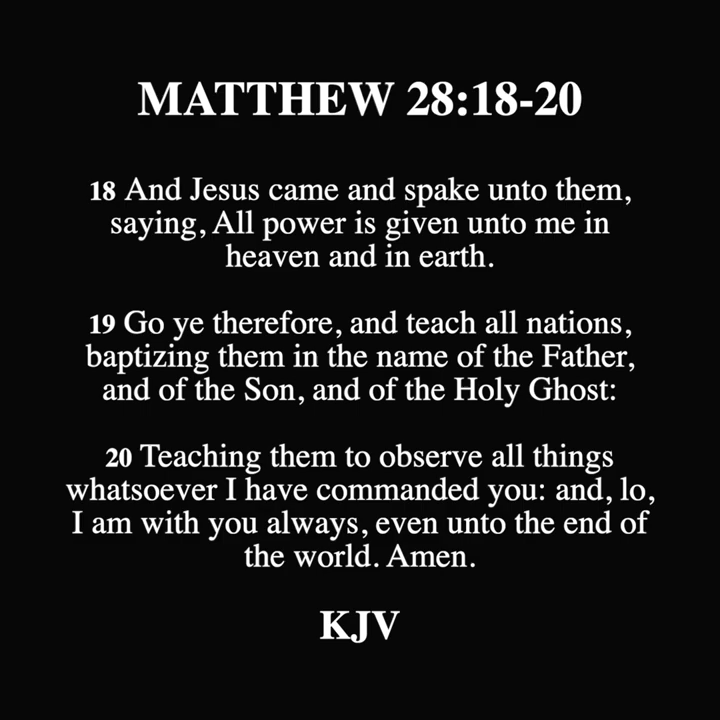 MATTHEW 28:18-20
18 And Jesus came and spake unto them,
saying, All power is given unto me in
heaven and in earth.
19 Go ye therefore, and teach all nations,
baptizing them in the name of the Father,
and of the Son, and of the Holy Ghost:
20 Teaching them to observe all things
whatsoever I have commanded you: and, lo,
I am with you always, even unto the end of
the world. Amen.
KJV